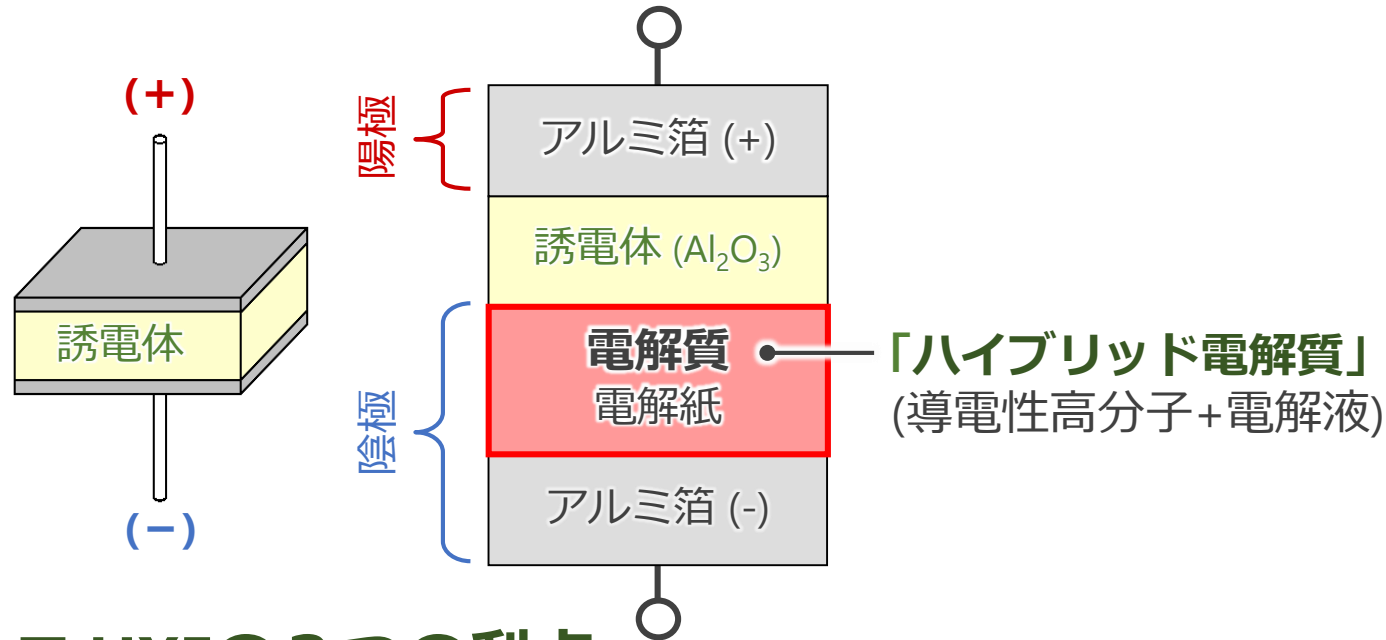 (+)
誘電体
(−)
陽極
アルミ箔 (+)
誘電体 (Al₂O₃)
陰極
電解質
電解紙
アルミ箔 (-)
「ハイブリッド電解質」
(導電性高分子+電解液)